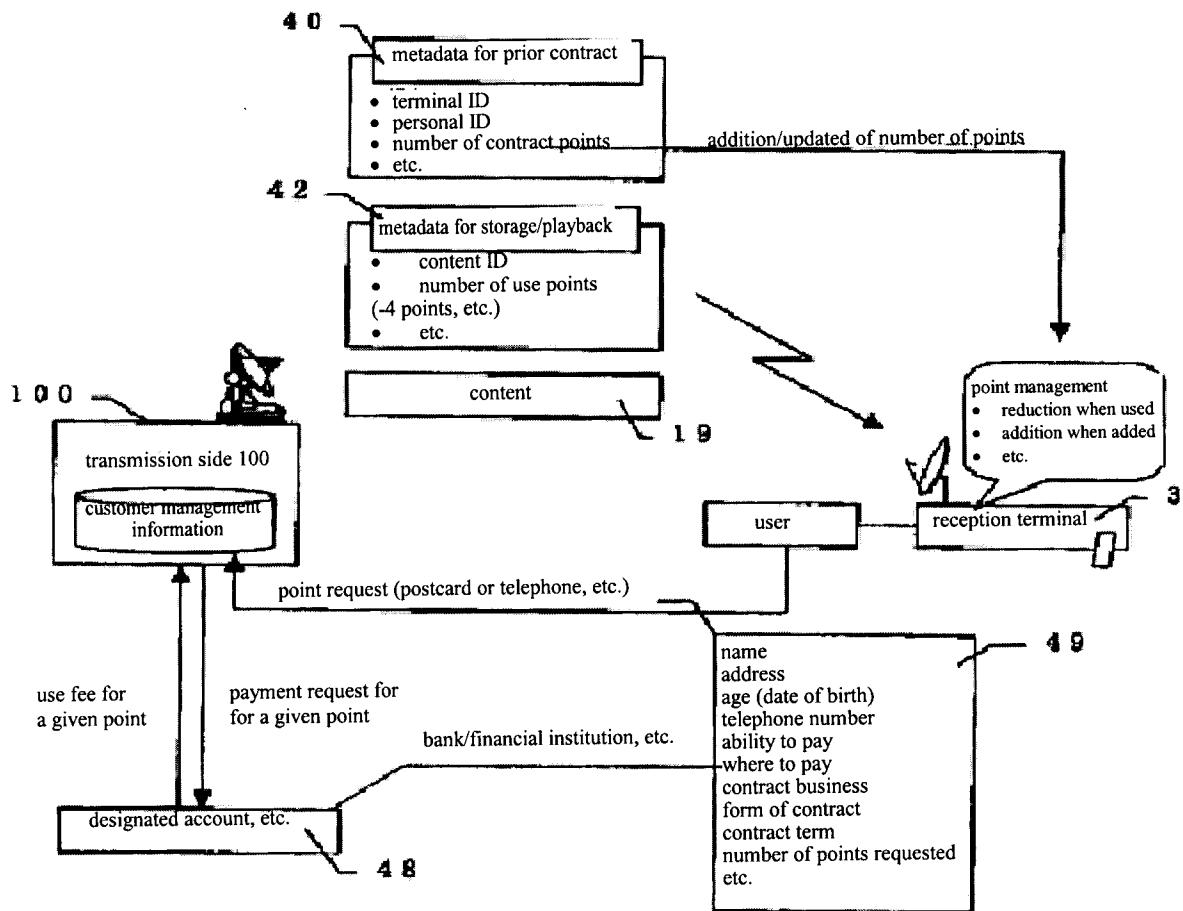 40
metadata for prior contract
• terminal ID
• personal ID
• number of contract points
• etc.
addition/updated of number of points
42
metadata for storage/playback
• content ID
• number of use points
(-4 points, etc.)
• etc.
content
19
100
transmission side 100
customer management
information
point management
• reduction when used
• addition when added
• etc.
user
reception terminal
3
point request (postcard or telephone, etc.)
49
name
address
age (date of birth)
telephone number
ability to pay
where to pay
contract business
form of contract
contract term
number of points requested
etc.
use fee for
a given point
payment request for
for a given point
bank/financial institution, etc.
designated account, etc.
48